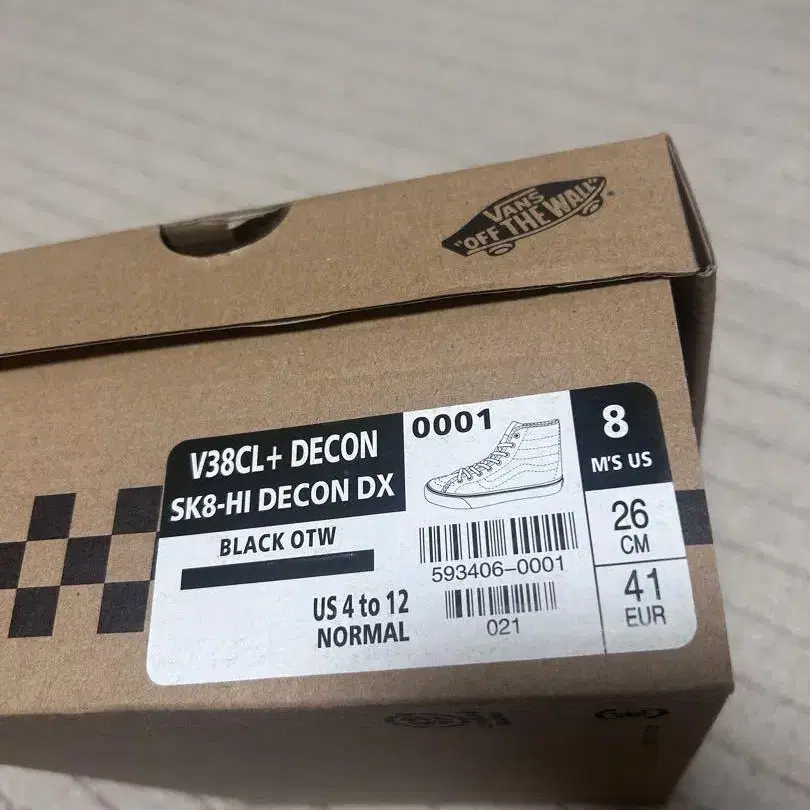 VANS
"OFF THE WALL"
V38CL+ DECON
SK8-HI DECON DX
BLACK OTW
US 4 to 12
NORMAL
0001
593406-0001
021
8
M'S US
26
CM
41
EUR